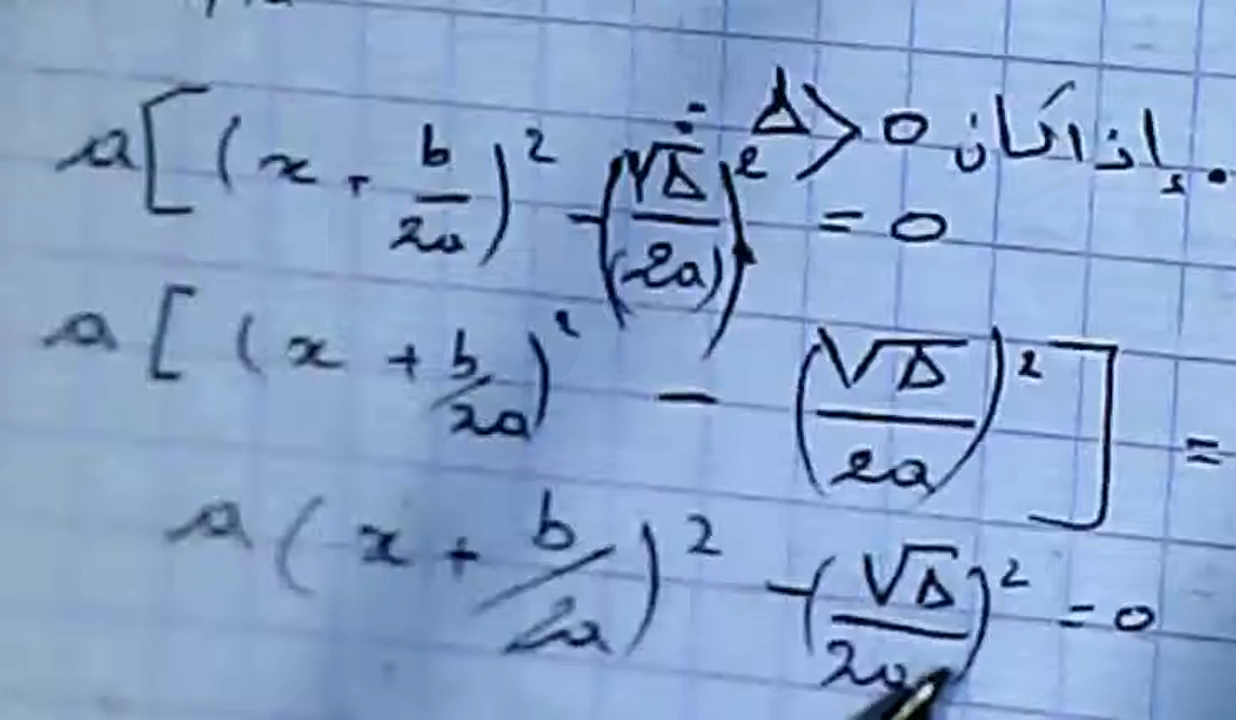 إذا كان Δ > 0 :
a[(x + b/2a)² - (√Δ/(2a))² = 0
a[(x + b/2a)² - (√Δ/2a)²] =
a(x + b/2a)² - (√Δ/2a)² = 0